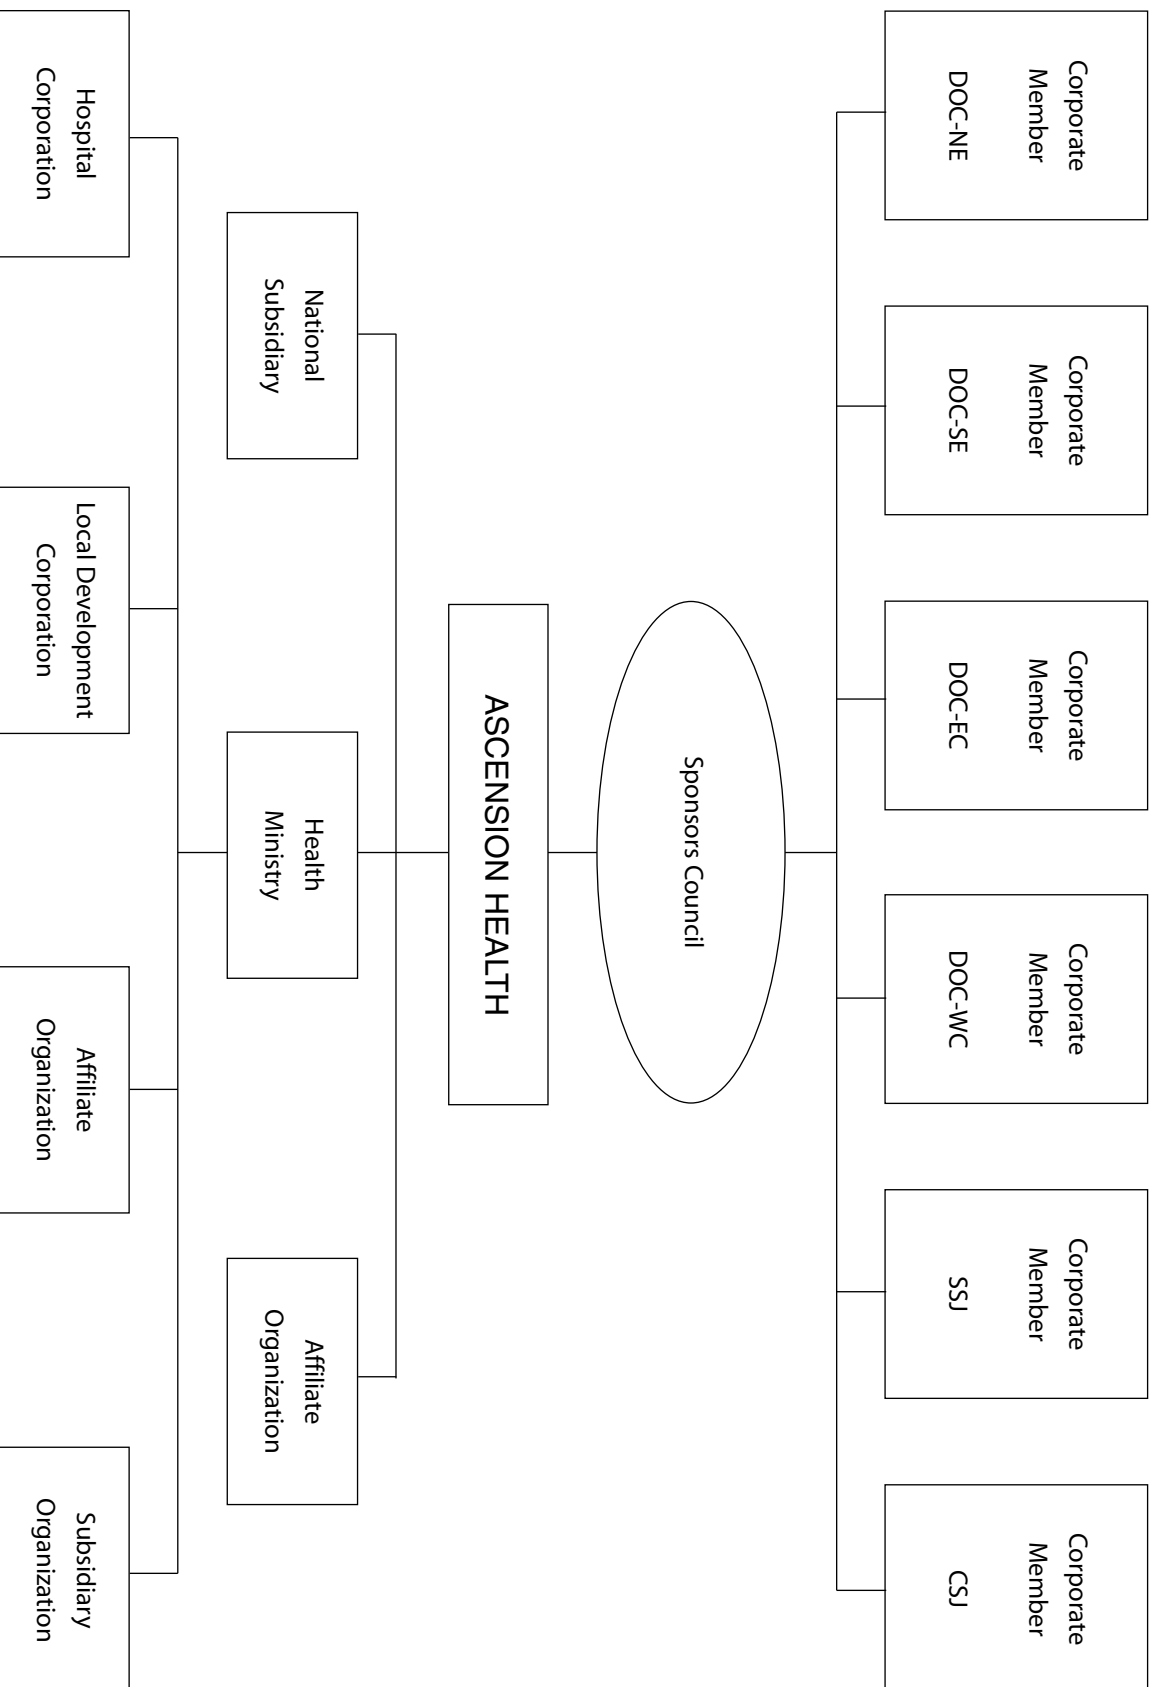 Corporate
Member
DOC-NE
Corporate
Member
DOC-SE
Corporate
Member
DOC-EC
Corporate
Member
DOC-WC
Corporate
Member
SSJ
Corporate
Member
CSJ
Sponsors Council
ASCENSION HEALTH
National
Subsidiary
Health
Ministry
Affiliate
Organization
Hospital
Corporation
Local Development
Corporation
Affiliate
Organization
Subsidiary
Organization